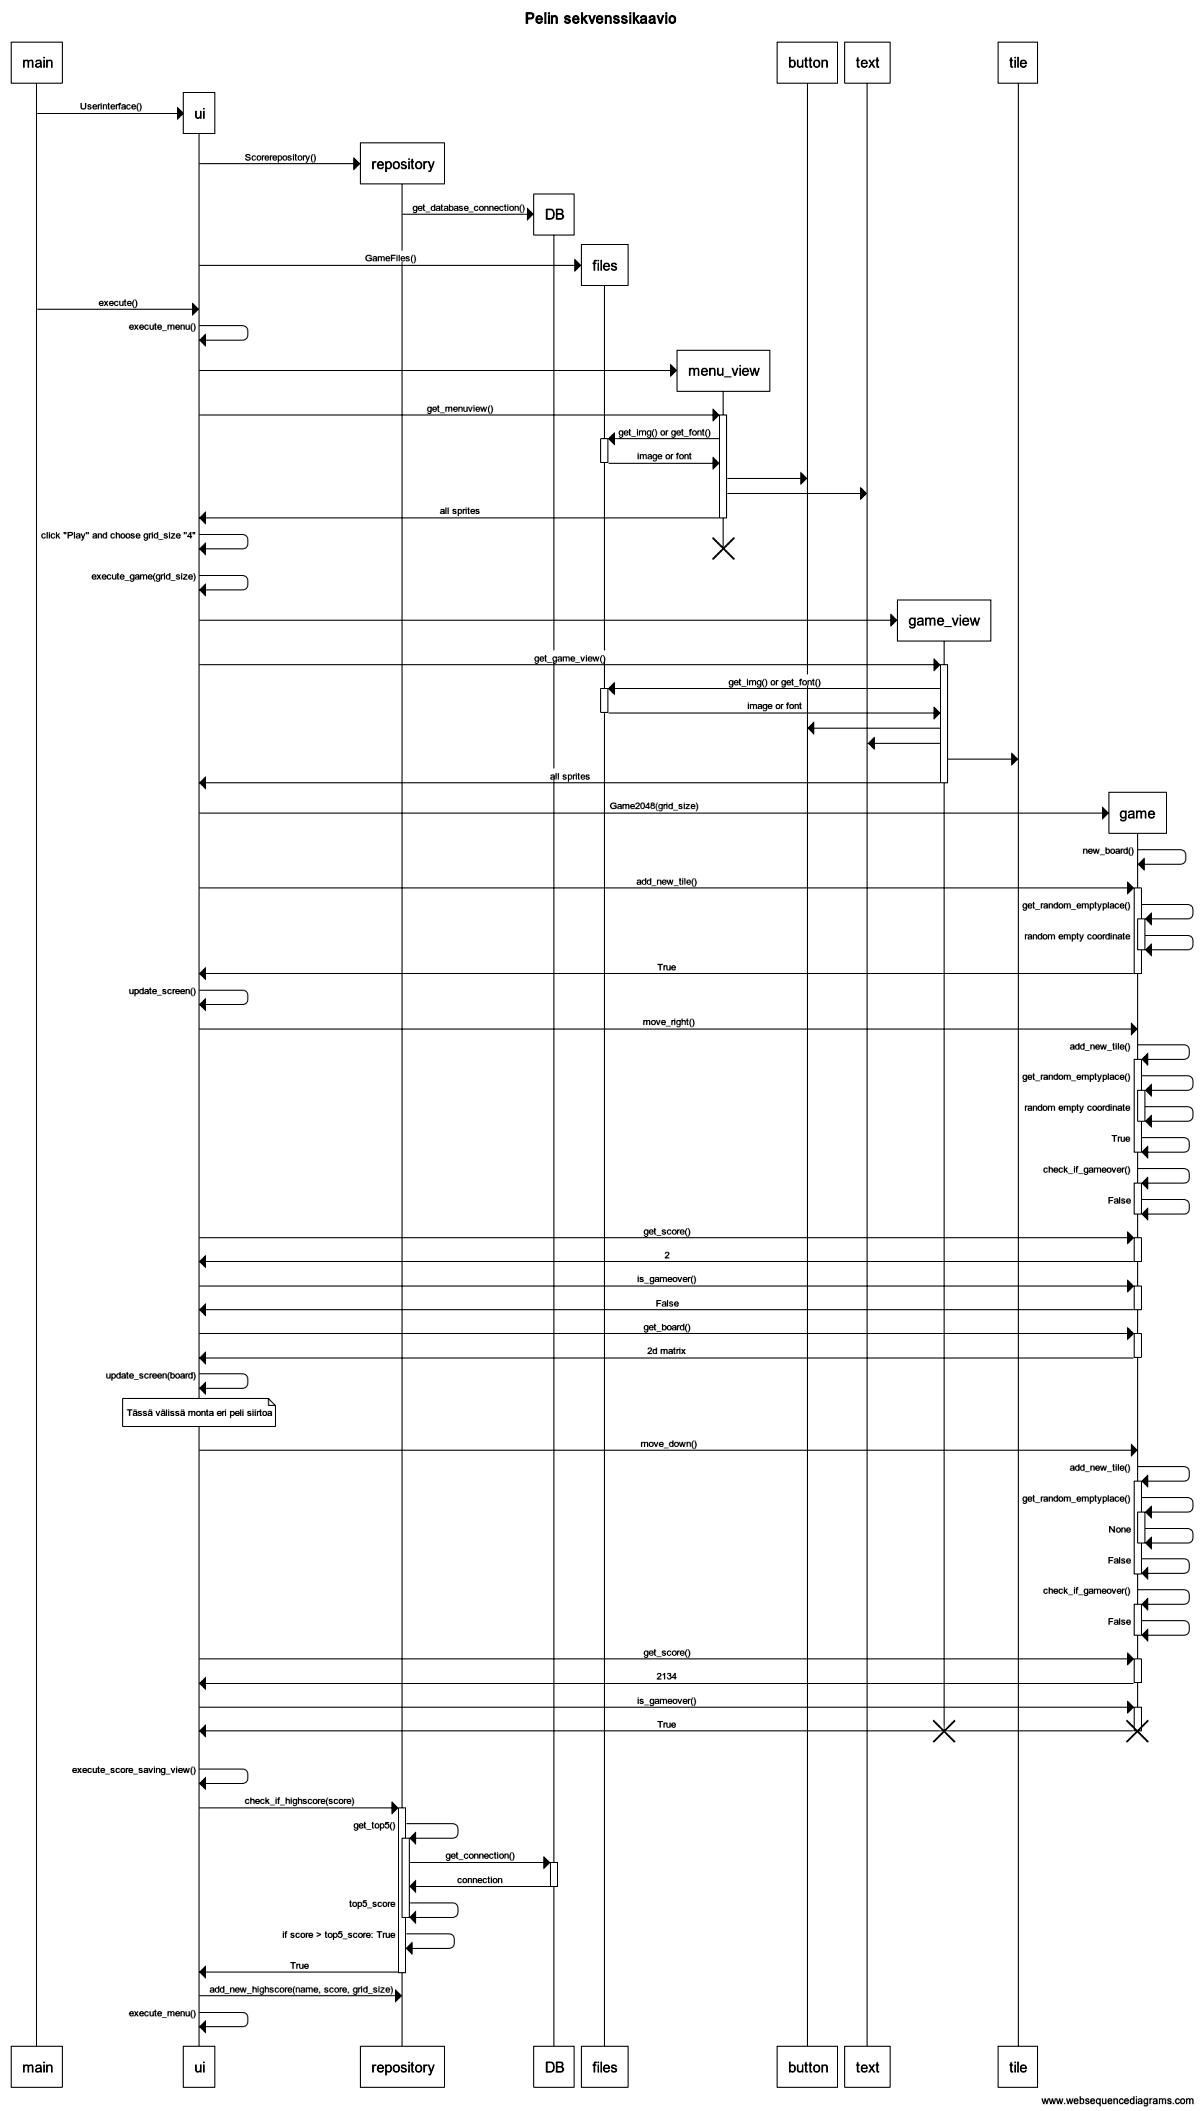 Pelin sekvenssikaavio
main
button
text
tile
UserInterface()
ui
Scorerepository()
repository
get_database_connection()
DB
GameFiles()
files
execute()
execute_menu()
menu_view
get_menuview()
get_img() or get_font()
image or font
all sprites
click "Play" and choose grid_size "4"
execute_game(grid_size)
game_view
get_game_view()
get_img() or get_font()
image or font
all sprites
Game2048(grid_size)
game
new_board()
add_new_tile()
get_random_emptyplace()
random empty coordinate
True
update_screen()
move_right()
add_new_tile()
get_random_emptyplace()
random empty coordinate
True
check_if_gameover()
False
get_score()
2
is_gameover()
False
get_board()
2d matrix
update_screen(board)
Tässä välissä monta eri peli siirtoa
move_down()
add_new_tile()
get_random_emptyplace()
None
False
check_if_gameover()
False
get_score()
2134
is_gameover()
True
execute_score_saving_view()
check_if_highscore(score)
get_top5()
get_connection()
connection
top5_score
if score > top5_score: True
True
add_new_highscore(name, score, grid_size)
execute_menu()
main
ui
repository
DB
files
button
text
tile
www.websequencediagrams.com